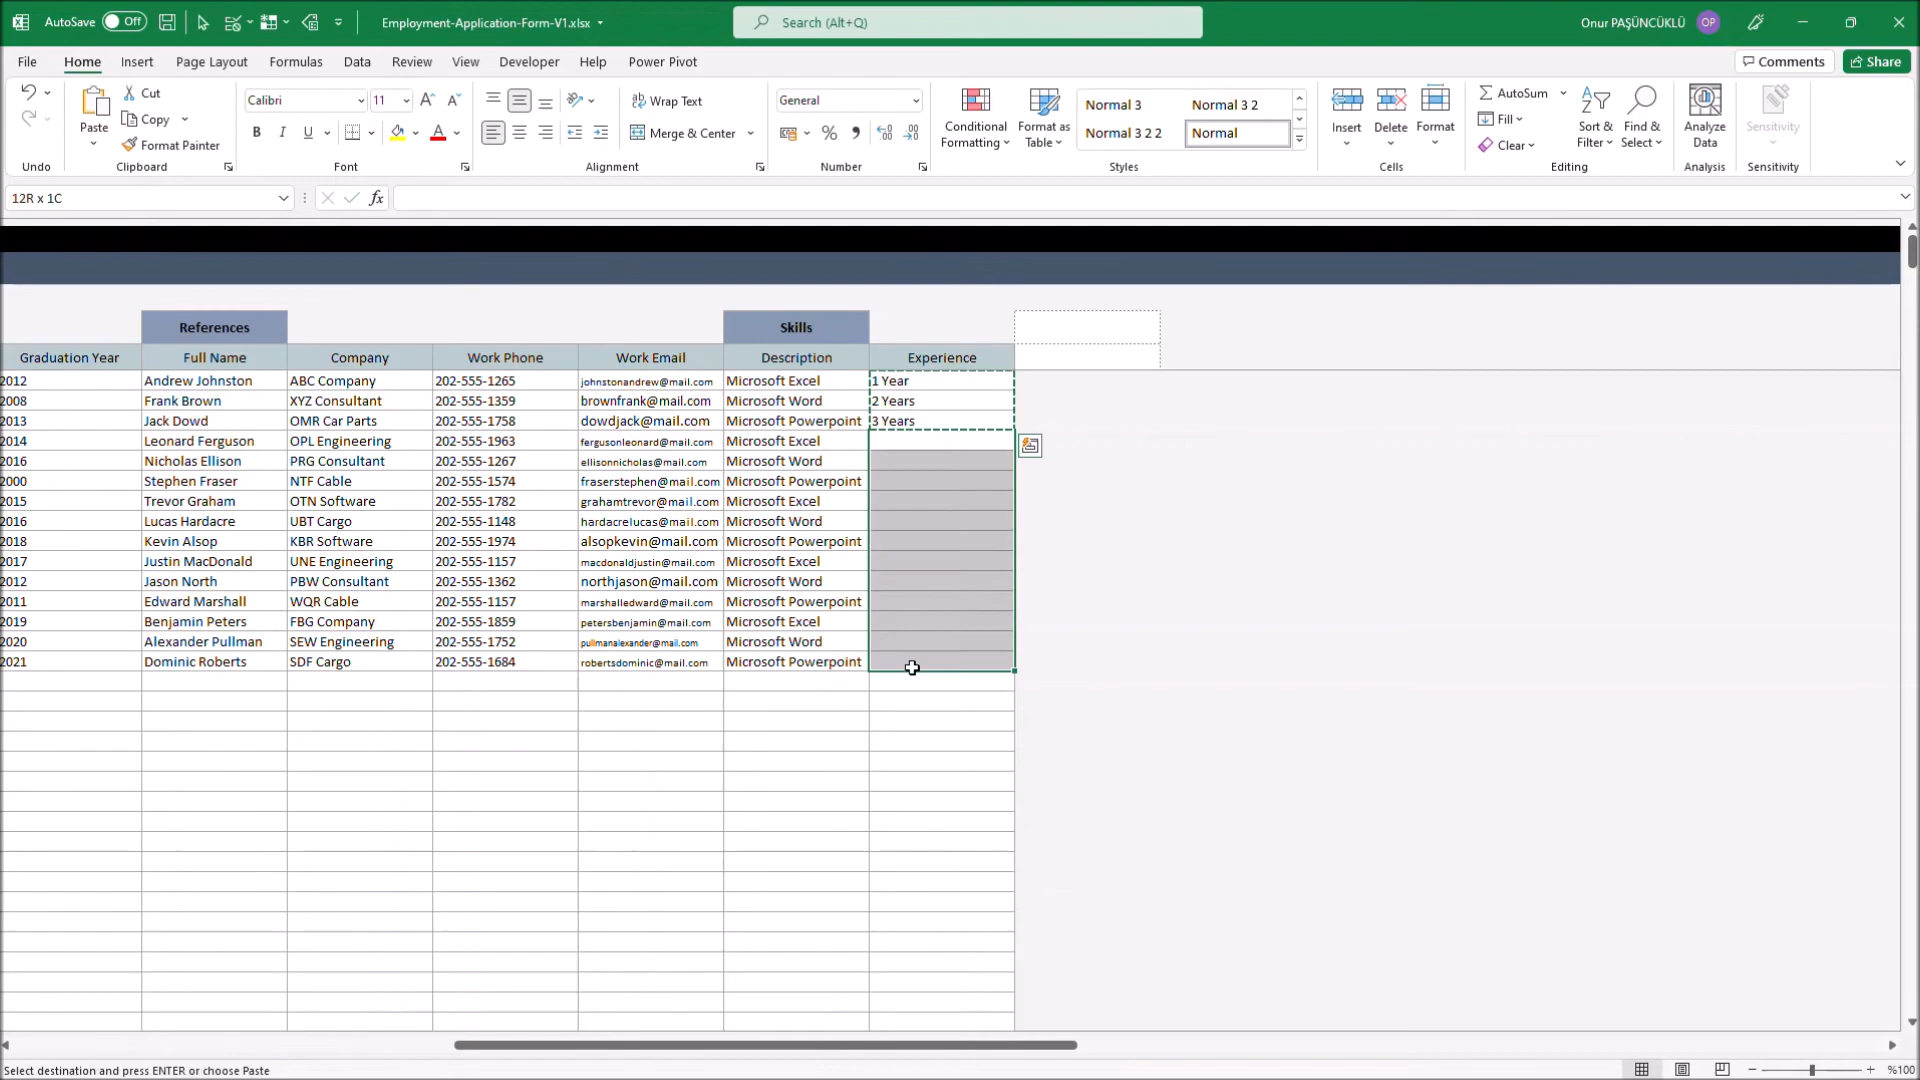 AutoSave Off Employment-Application-Form-V1.xlsx Search (Alt+Q) Onur PAŞÜNCÜKLÜ OP
File Home Insert Page Layout Formulas Data Review View Developer Help Power Pivot Comments Share
Paste Cut Copy Format Painter
Calibri 11 B I U A A A
Wrap Text
Merge & Center
General
%
Conditional Formatting
Format as Table
Normal 3 Normal 3 2
Normal 3 2 2 Normal
Insert Delete Format
AutoSum
Fill
Clear
Sort & Filter
Find & Select
Analyze Data
Sensitivity
Undo Clipboard Font Alignment Number Styles Cells Editing Analysis Sensitivity
12R x 1C fx
References Skills
Graduation Year Full Name Company Work Phone Work Email Description Experience
2012 Andrew Johnston ABC Company 202-555-1265 johnstonandrew@mail.com Microsoft Excel 1 Year
2008 Frank Brown XYZ Consultant 202-555-1359 brownfrank@mail.com Microsoft Word 2 Years
2013 Jack Dowd OMR Car Parts 202-555-1758 dowdjack@mail.com Microsoft Powerpoint 3 Years
2014 Leonard Ferguson OPL Engineering 202-555-1963 fergusonleonard@mail.com Microsoft Excel
2016 Nicholas Ellison PRG Consultant 202-555-1267 ellisonnicholas@mail.com Microsoft Word
2000 Stephen Fraser NTF Cable 202-555-1574 fraserstephen@mail.com Microsoft Powerpoint
2015 Trevor Graham OTN Software 202-555-1782 grahamtrevor@mail.com Microsoft Excel
2016 Lucas Hardacre UBT Cargo 202-555-1148 hardacrelucas@mail.com Microsoft Word
2018 Kevin Alsop KBR Software 202-555-1974 alsopkevin@mail.com Microsoft Powerpoint
2017 Justin MacDonald UNE Engineering 202-555-1157 macdonaldjustin@mail.com Microsoft Excel
2012 Jason North PBW Consultant 202-555-1362 northjason@mail.com Microsoft Word
2011 Edward Marshall WQR Cable 202-555-1157 marshalledward@mail.com Microsoft Powerpoint
2019 Benjamin Peters FBG Company 202-555-1859 petersbenjamin@mail.com Microsoft Excel
2020 Alexander Pullman SEW Engineering 202-555-1752 pullmanalexander@mail.com Microsoft Word
2021 Dominic Roberts SDF Cargo 202-555-1684 robertsdominic@mail.com Microsoft Powerpoint
Select destination and press ENTER or choose Paste %100